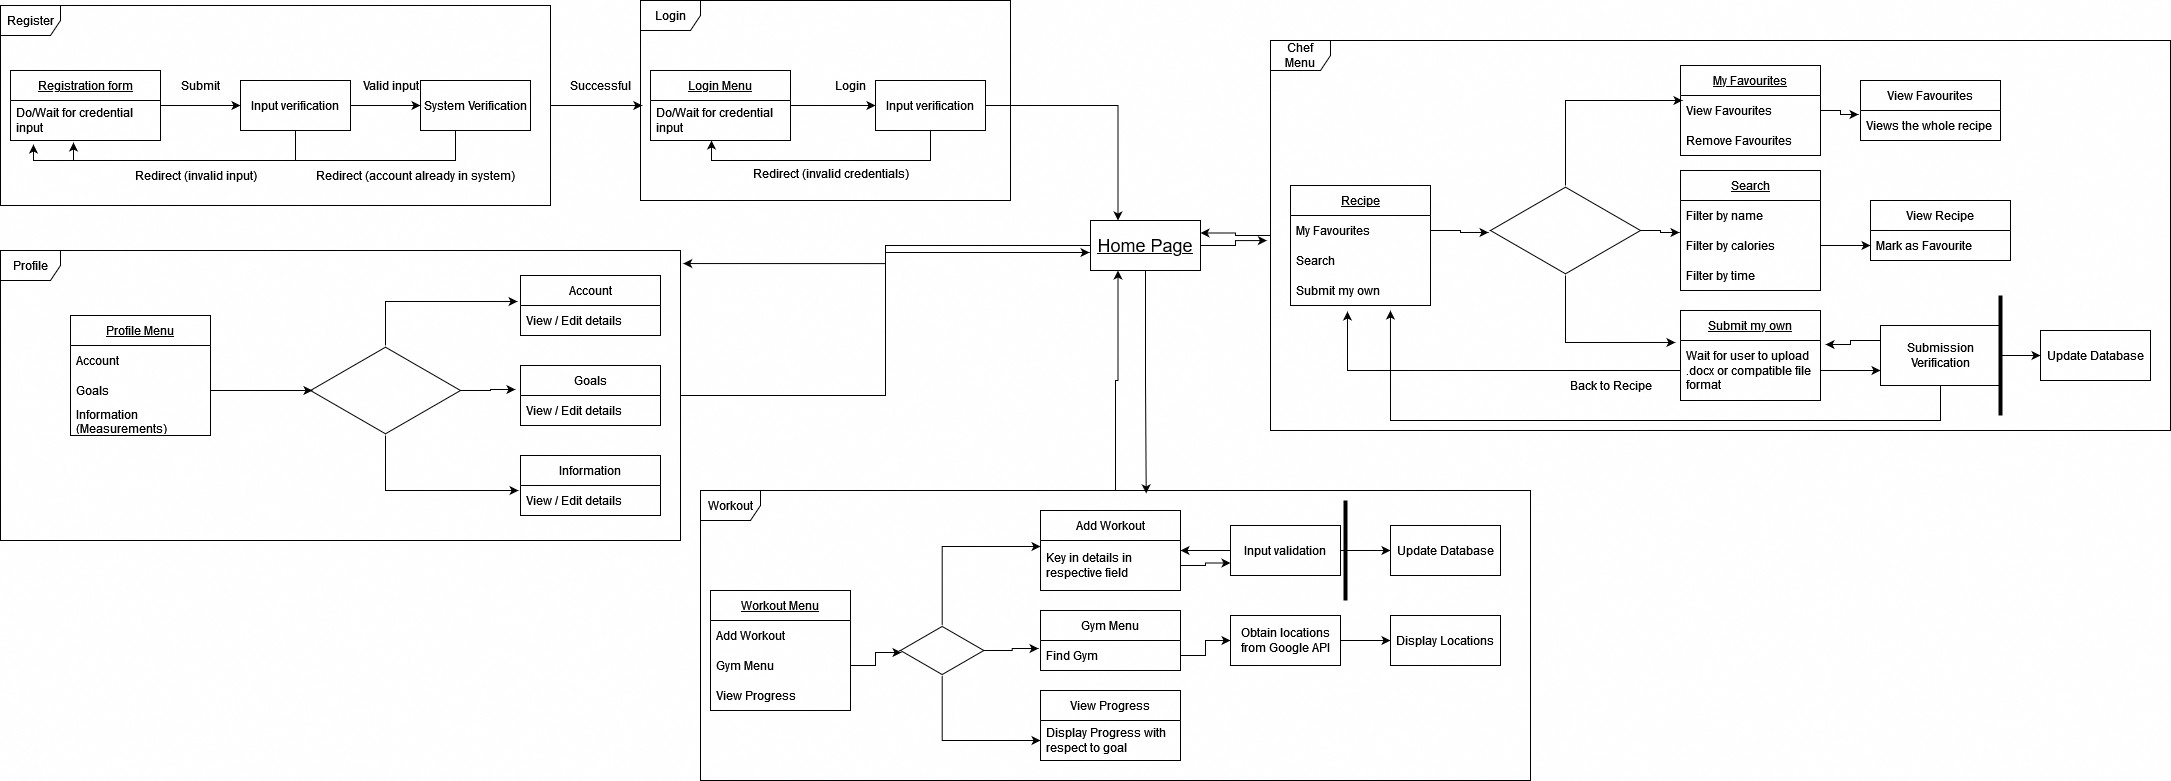 Register
Registration form
Do/Wait for credential
input
Submit
Input verification
Valid input
System Verification
Redirect (invalid input)
Redirect (account already in system)
Successful
Login
Login Menu
Do/Wait for credential
input
Login
Input verification
Redirect (invalid credentials)
Home Page
Chef
Menu
Recipe
My Favourites
Search
Submit my own
My Favourites
View Favourites
Remove Favourites
View Favourites
Views the whole recipe
Search
Filter by name
Filter by calories
Filter by time
View Recipe
Mark as Favourite
Submit my own
Wait for user to upload
.docx or compatible file
format
Back to Recipe
Submission
Verification
Update Database
Profile
Profile Menu
Account
Goals
Information
(Measurements)
Account
View / Edit details
Goals
View / Edit details
Information
View / Edit details
Workout
Workout Menu
Add Workout
Gym Menu
View Progress
Add Workout
Key in details in
respective field
Input validation
Update Database
Gym Menu
Find Gym
Obtain locations
from Google API
Display Locations
View Progress
Display Progress with
respect to goal